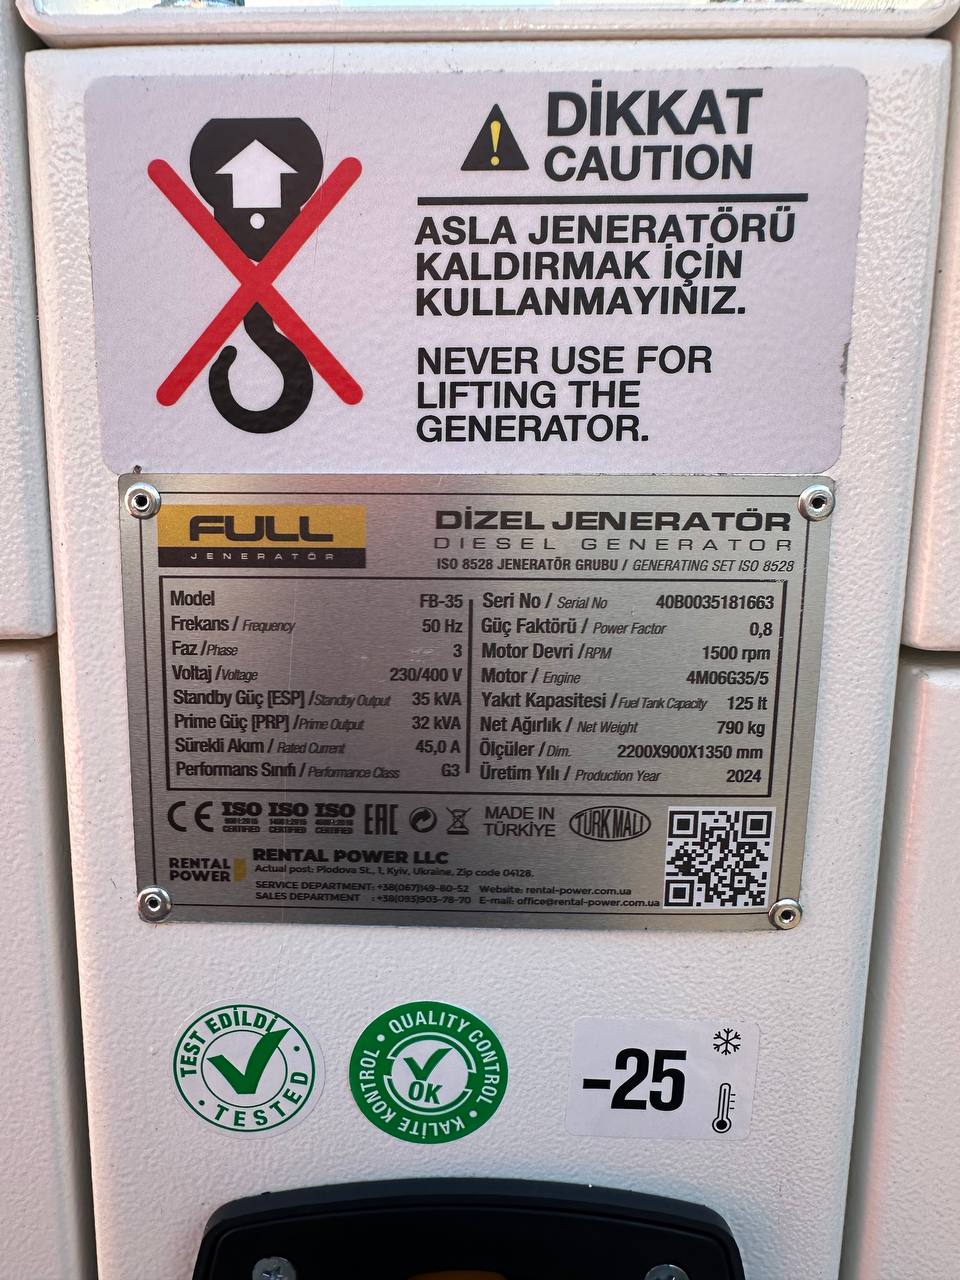 DİKKAT
CAUTION
ASLA JENERATÖRÜ
KALDIRMAK İÇİN
KULLANMAYINIZ.
NEVER USE FOR
LIFTING THE
GENERATOR.
FULL
JENERATÖR
DİZEL JENERATÖR
DIESEL GENERATOR
ISO 8528 JENERATÖR GRUBU / GENERATING SET ISO 8528
Model FB-35
Frekans / Frequency 50 Hz
Faz /Phase 3
Voltaj /Voltage 230/400 V
Standby Güç [ESP] /Standby Output 35 kVA
Prime Güç [PRP] /Prime Output 32 kVA
Sürekli Akım / Rated Current 45,0 A
Performans Sınıfı / Performance Class G3
Seri No / Serial No 40B0035181663
Güç Faktörü / Power Factor 0,8
Motor Devri /RPM 1500 rpm
Motor / Engine 4M06G35/5
Yakıt Kapasitesi / Fuel Tank Capacity 125 lt
Net Ağırlık / Net Weight 790 kg
Ölçüler / Dim. 2200X900X1350 mm
Üretim Yılı / Production Year 2024
CE ISO ISO ISO EAC
CERTIFIED CERTIFIED CERTIFIED
MADE IN
TÜRKİYE
TÜRK MALI
RENTAL
POWER
RENTAL POWER LLC
Actual post: Plodova St., 1, Kyiv, Ukraine, Zip code 04128.
SERVICE DEPARTMENT: +38(067)149-80-52 Website: rental-power.com.ua
SALES DEPARTMENT : +38(093)903-78-70 E-mail: office@rental-power.com.ua
TEST EDİLDİ
TESTED
QUALITY CONTROL
OK
KALİTE KONTROL
-25